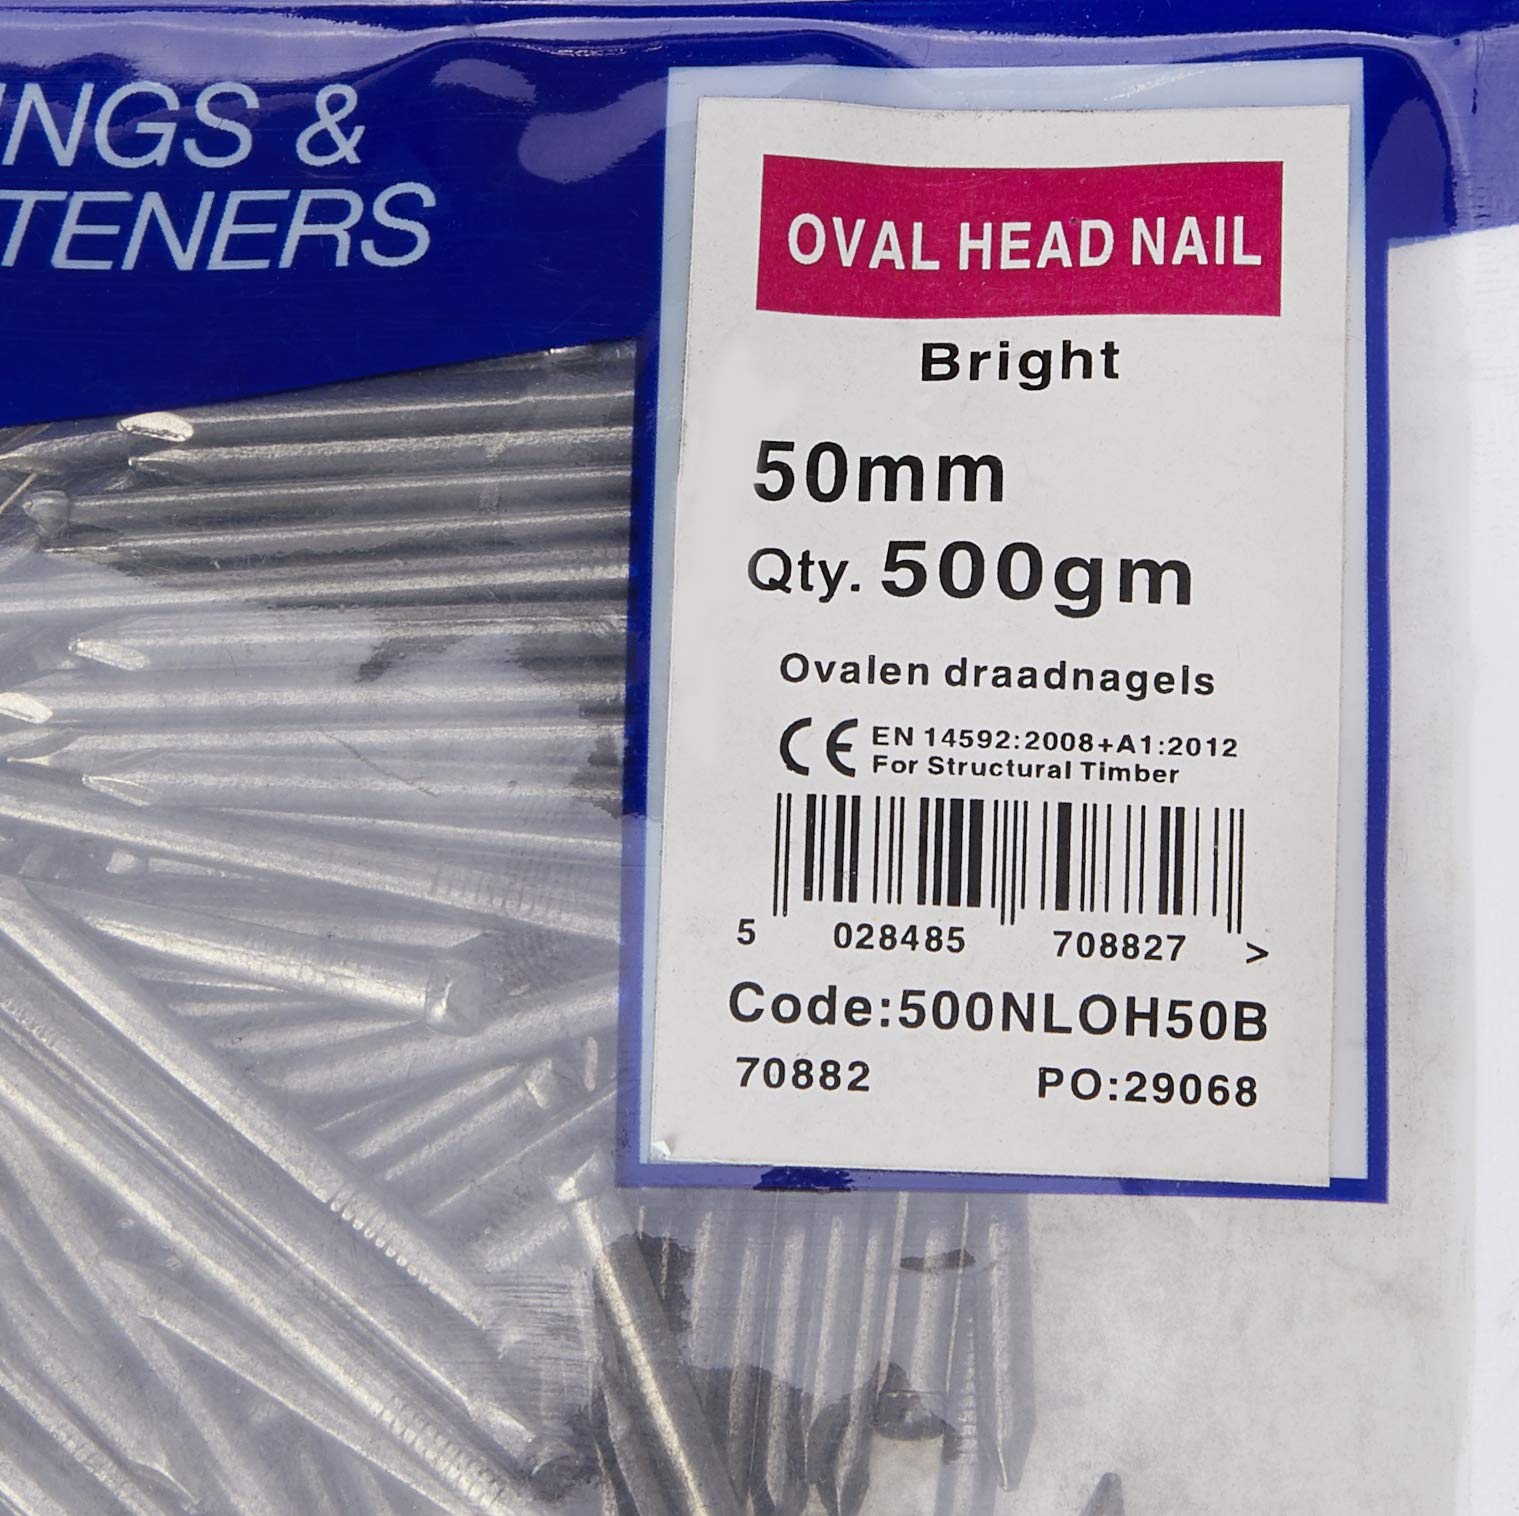 NGS &
TENERS
OVAL HEAD NAIL
Bright
50mm
Qty. 500gm
Ovalen draadnagels
CE EN 14592:2008+A1:2012
For Structural Timber
5 028485 708827 >
Code:500NLOH50B
70882 PO:29068